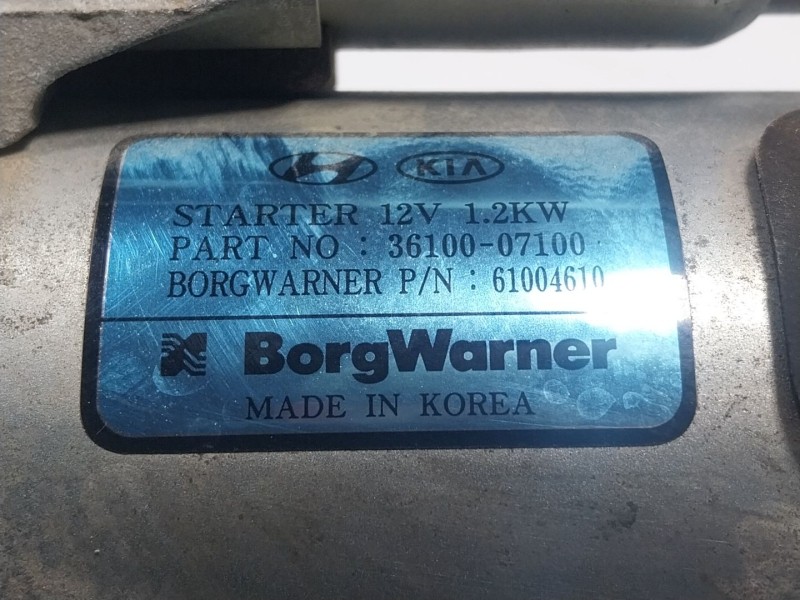 KIA
STARTER 12V 1.2KW
PART NO : 36100-07100
BORGWARNER P/N : 61004610
BorgWarner
MADE IN KOREA